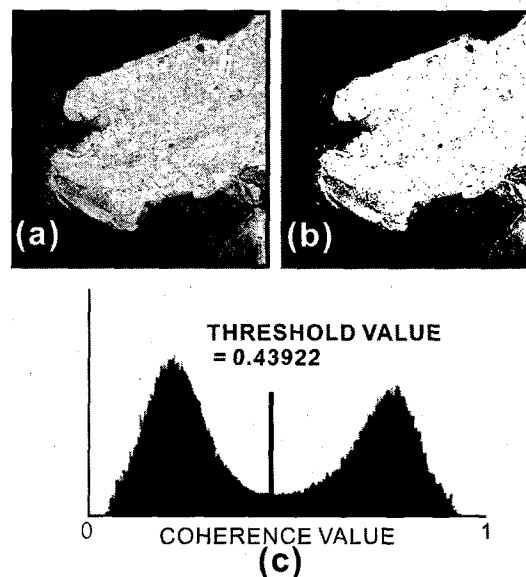 (a)
(b)
THRESHOLD VALUE
= 0.43922
0
COHERENCE VALUE
1
(c)